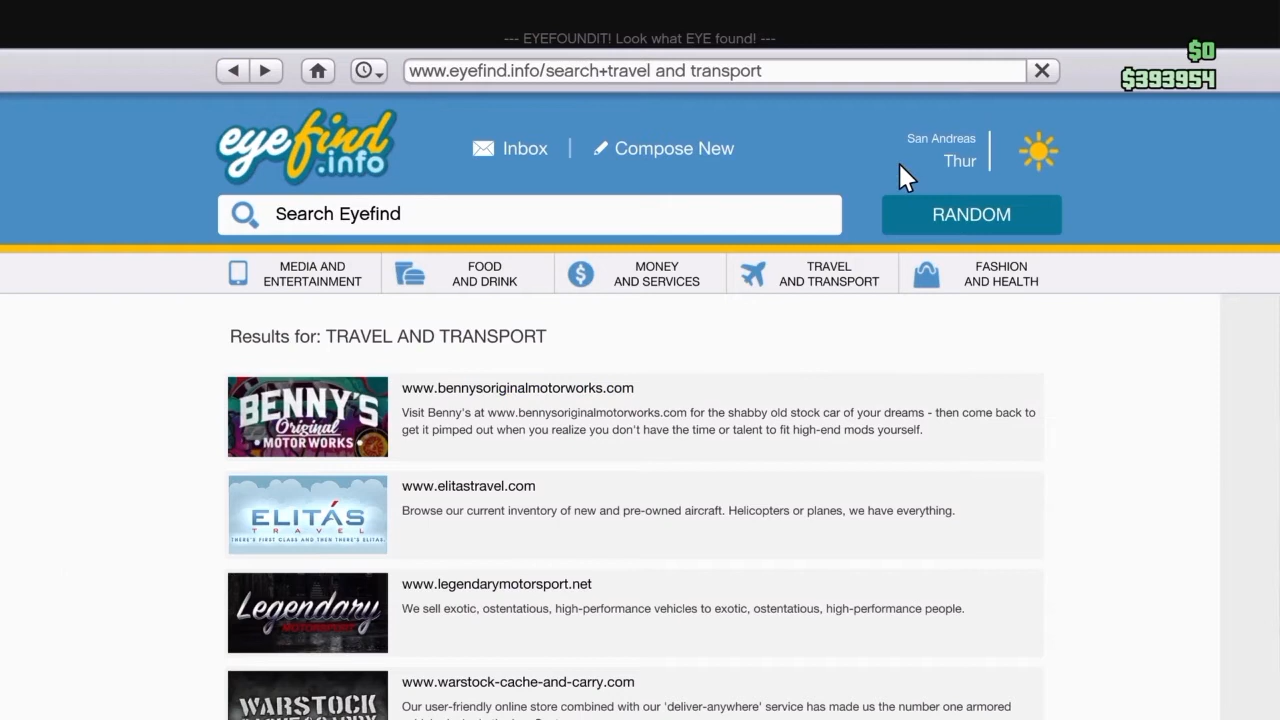 --- EYEFOUNDIT! Look what EYE found! ---
$0
www.eyefind.info/search+travel and transport
$393954
eyefind
.info
Inbox
Compose New
San Andreas
Thur
Search Eyefind
RANDOM
MEDIA AND
ENTERTAINMENT
FOOD
AND DRINK
MONEY
AND SERVICES
TRAVEL
AND TRANSPORT
FASHION
AND HEALTH
Results for: TRAVEL AND TRANSPORT
BENNY'S
Original
MOTOR WORKS
www.bennysoriginalmotorworks.com
Visit Benny's at www.bennysoriginalmotorworks.com for the shabby old stock car of your dreams - then come back to
get it pimped out when you realize you don't have the time or talent to fit high-end mods yourself.
ELITÁS
TRAVEL
THERE'S FIRST CLASS AND THEN THERE'S ELITAS.
www.elitastravel.com
Browse our current inventory of new and pre-owned aircraft. Helicopters or planes, we have everything.
Legendary
MOTORSPORT
www.legendarymotorsport.net
We sell exotic, ostentatious, high-performance vehicles to exotic, ostentatious, high-performance people.
WARSTOCK
www.warstock-cache-and-carry.com
Our user-friendly online store combined with our 'deliver-anywhere' service has made us the number one armored